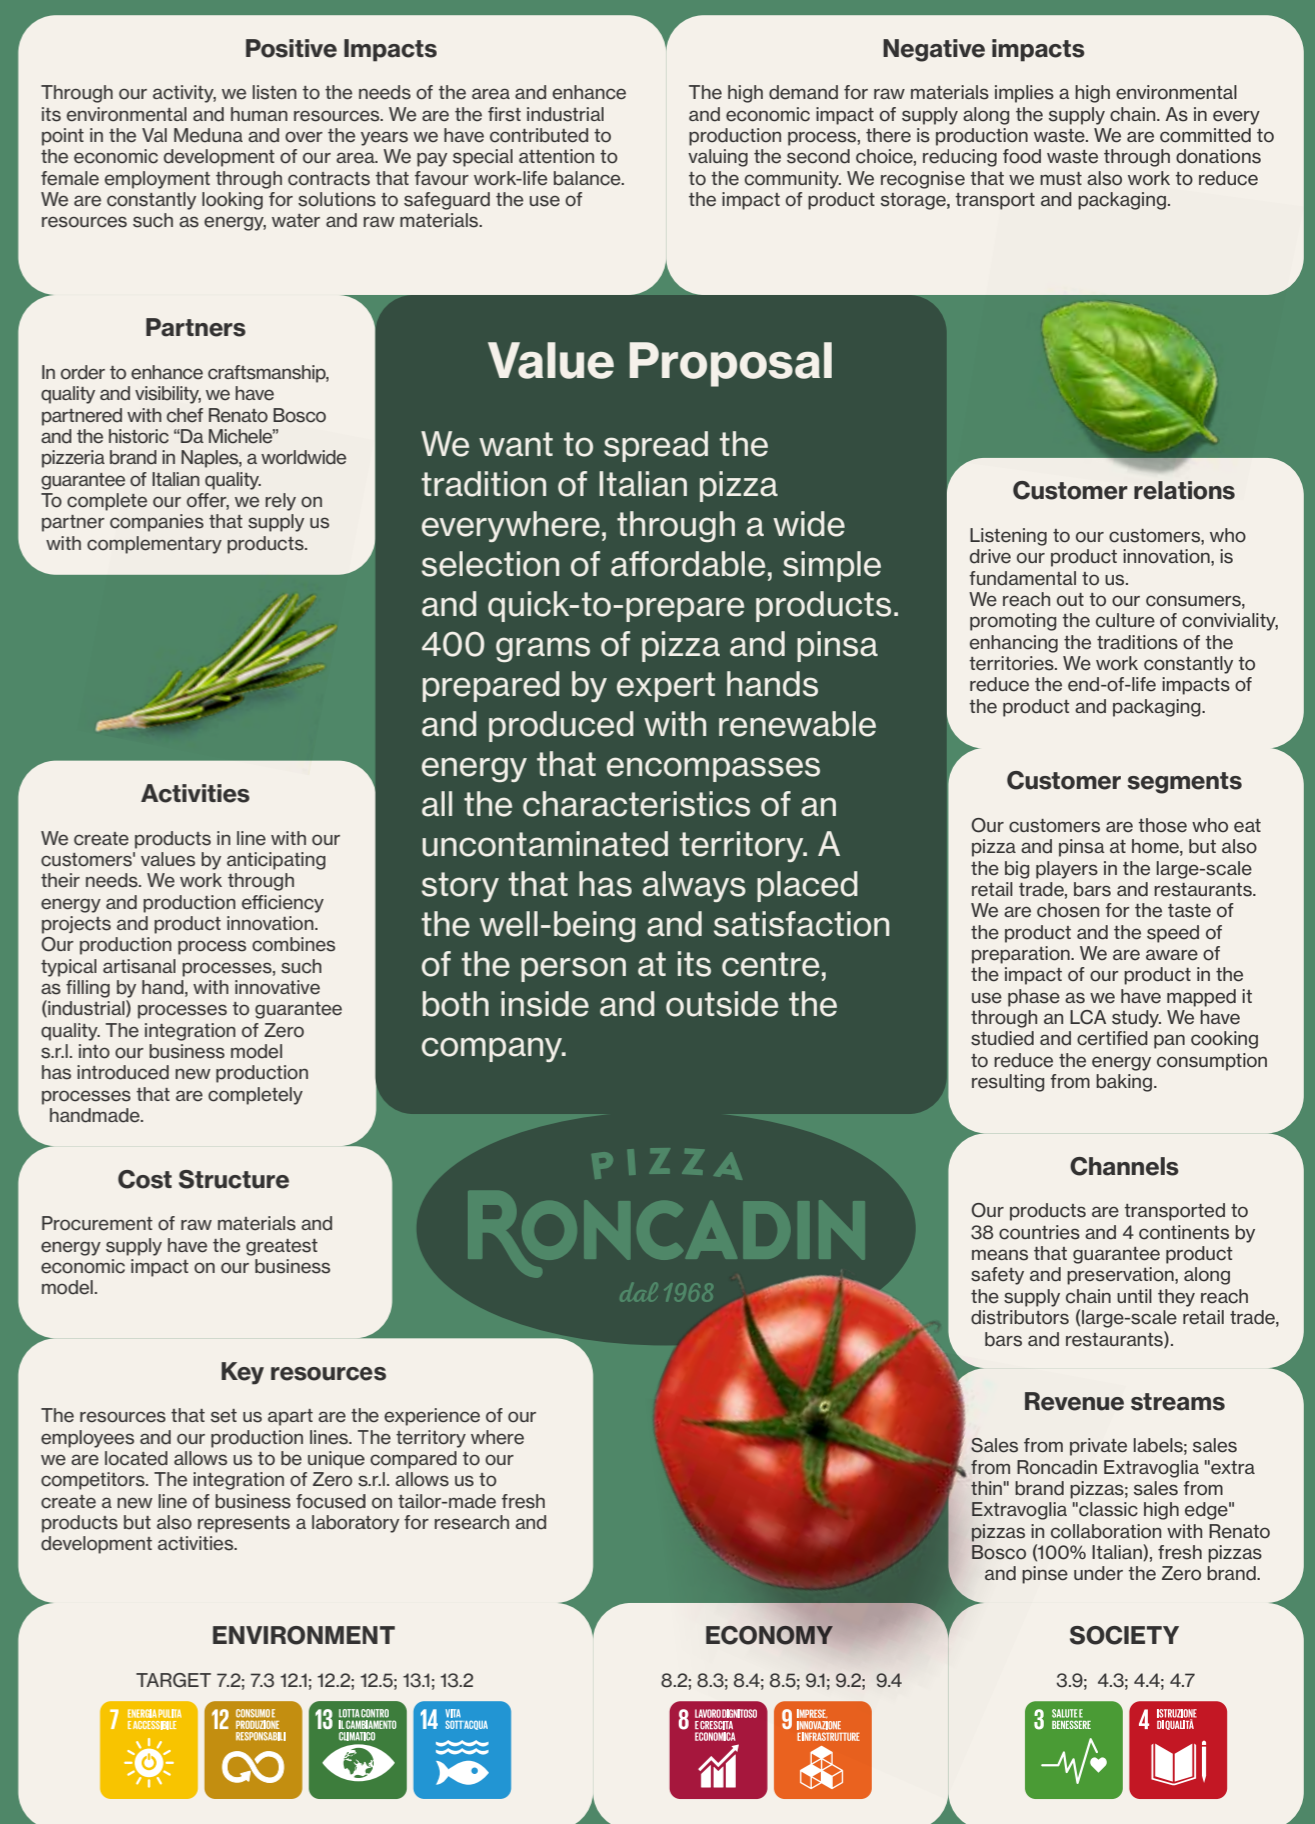 Positive Impacts
Through our activity, we listen to the needs of the area and enhance
its environmental and human resources. We are the first industrial
point in the Val Meduna and over the years we have contributed to
the economic development of our area. We pay special attention to
female employment through contracts that favour work-life balance.
We are constantly looking for solutions to safeguard the use of
resources such as energy, water and raw materials.
Negative impacts
The high demand for raw materials implies a high environmental
and economic impact of supply along the supply chain. As in every
production process, there is production waste. We are committed to
valuing the second choice, reducing food waste through donations
to the community. We recognise that we must also work to reduce
the impact of product storage, transport and packaging.
Partners
In order to enhance craftsmanship,
quality and visibility, we have
partnered with chef Renato Bosco
and the historic “Da Michele”
pizzeria brand in Naples, a worldwide
guarantee of Italian quality.
To complete our offer, we rely on
partner companies that supply us
with complementary products.
Value Proposal
We want to spread the
tradition of Italian pizza
everywhere, through a wide
selection of affordable, simple
and quick-to-prepare products.
400 grams of pizza and pinsa
prepared by expert hands
and produced with renewable
energy that encompasses
all the characteristics of an
uncontaminated territory. A
story that has always placed
the well-being and satisfaction
of the person at its centre,
both inside and outside the
company.
Customer relations
Listening to our customers, who
drive our product innovation, is
fundamental to us.
We reach out to our consumers,
promoting the culture of conviviality,
enhancing the traditions of the
territories. We work constantly to
reduce the end-of-life impacts of
the product and packaging.
Activities
We create products in line with our
customers' values by anticipating
their needs. We work through
energy and production efficiency
projects and product innovation.
Our production process combines
typical artisanal processes, such
as filling by hand, with innovative
(industrial) processes to guarantee
quality. The integration of Zero
s.r.l. into our business model
has introduced new production
processes that are completely
handmade.
Customer segments
Our customers are those who eat
pizza and pinsa at home, but also
the big players in the large-scale
retail trade, bars and restaurants.
We are chosen for the taste of
the product and the speed of
preparation. We are aware of
the impact of our product in the
use phase as we have mapped it
through an LCA study. We have
studied and certified pan cooking
to reduce the energy consumption
resulting from baking.
Cost Structure
Procurement of raw materials and
energy supply have the greatest
economic impact on our business
model.
PIZZA
RONCADIN
dal 1968
Channels
Our products are transported to
38 countries and 4 continents by
means that guarantee product
safety and preservation, along
the supply chain until they reach
distributors (large-scale retail trade,
bars and restaurants).
Key resources
The resources that set us apart are the experience of our
employees and our production lines. The territory where
we are located allows us to be unique compared to our
competitors. The integration of Zero s.r.l. allows us to
create a new line of business focused on tailor-made fresh
products but also represents a laboratory for research and
development activities.
Revenue streams
Sales from private labels; sales
from Roncadin Extravoglia "extra
thin" brand pizzas; sales from
Extravoglia "classic high edge"
pizzas in collaboration with Renato
Bosco (100% Italian), fresh pizzas
and pinse under the Zero brand.
ENVIRONMENT
TARGET 7.2; 7.3 12.1; 12.2; 12.5; 13.1; 13.2
7 ENERGIA PULITA
E ACCESSIBILE
12 CONSUMO E
PRODUZIONE
RESPONSABILI
13 LOTTA CONTRO
IL CAMBIAMENTO
CLIMATICO
14 VITA
SOTT'ACQUA
ECONOMY
8.2; 8.3; 8.4; 8.5; 9.1; 9.2; 9.4
8 LAVORO DIGNITOSO
E CRESCITA
ECONOMICA
9 IMPRESE,
INNOVAZIONE
E INFRASTRUTTURE
SOCIETY
3.9; 4.3; 4.4; 4.7
3 SALUTE E
BENESSERE
4 ISTRUZIONE
DI QUALITÀ